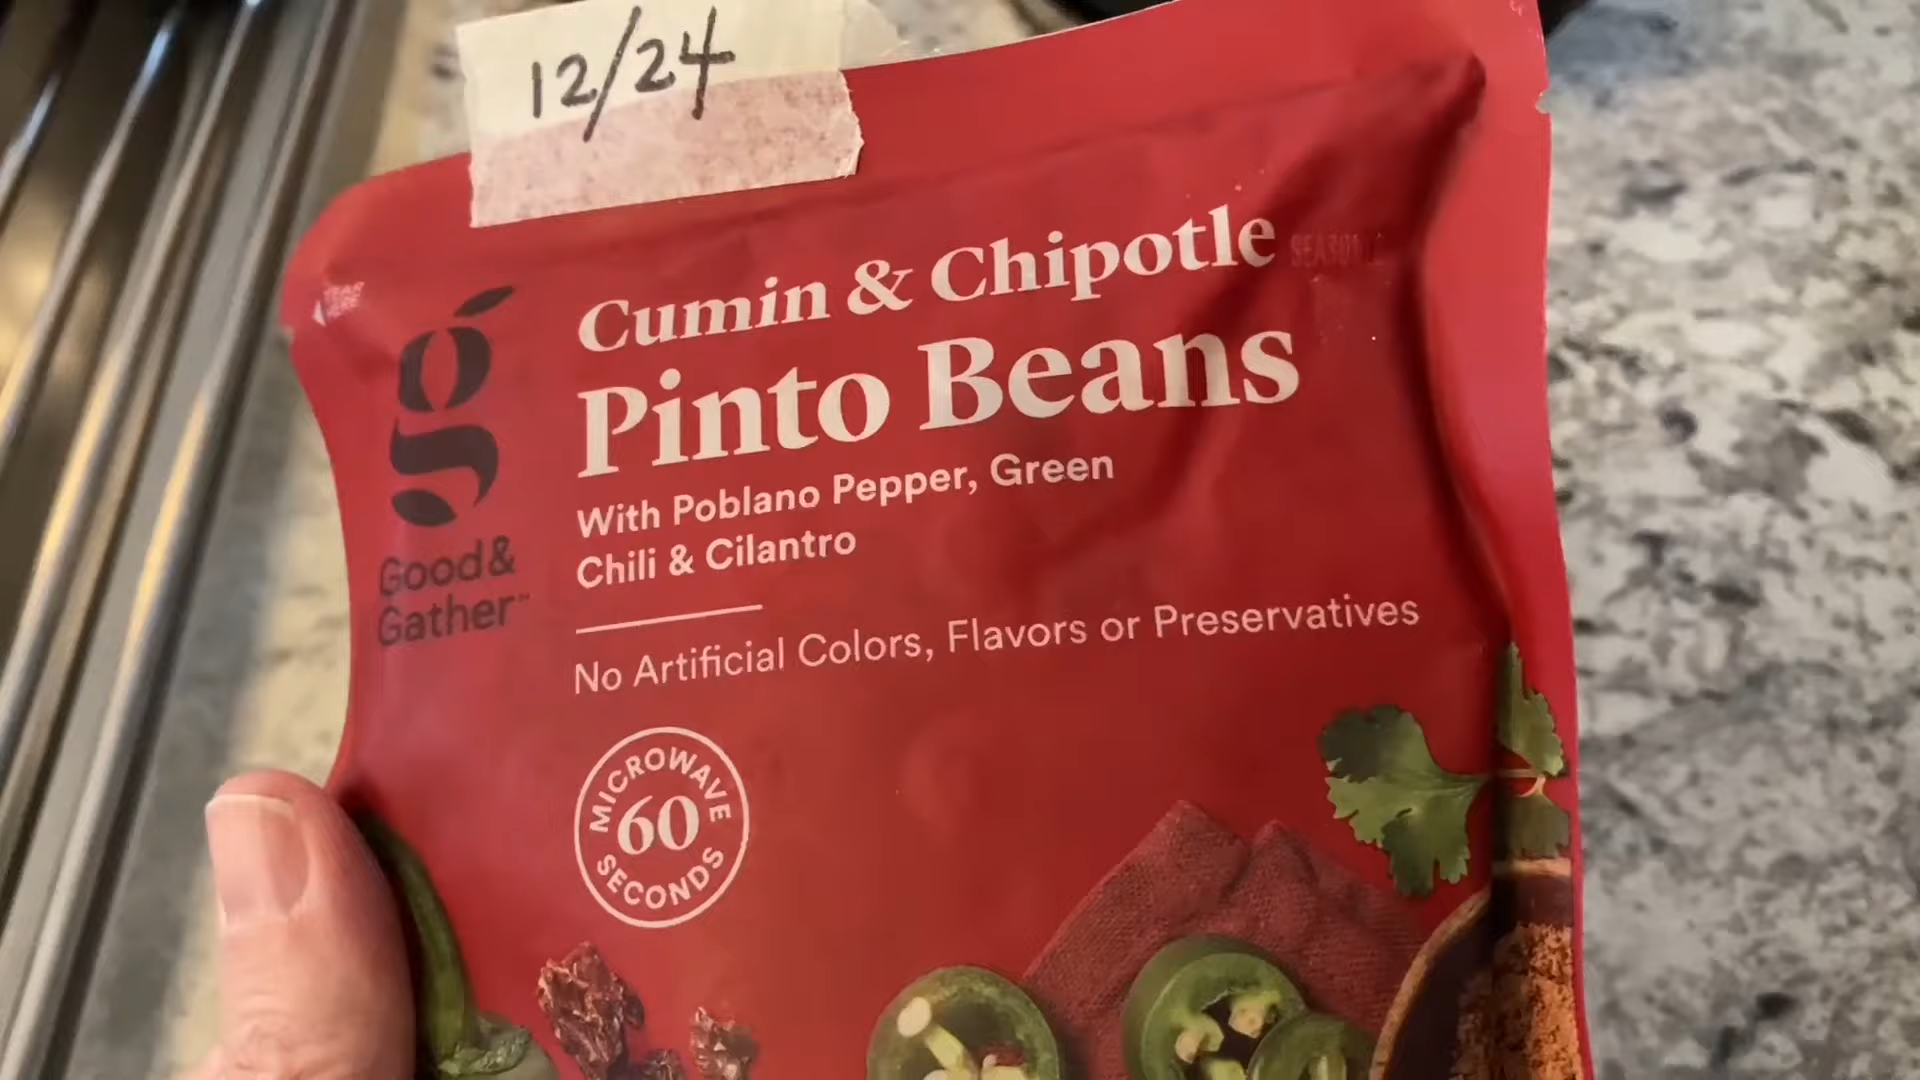 12/24
Cumin & Chipotle
Pinto Beans
With Poblano Pepper, Green
Chili & Cilantro
No Artificial Colors, Flavors or Preservatives
Good &
Gather™
MICROWAVE
60
SECONDS